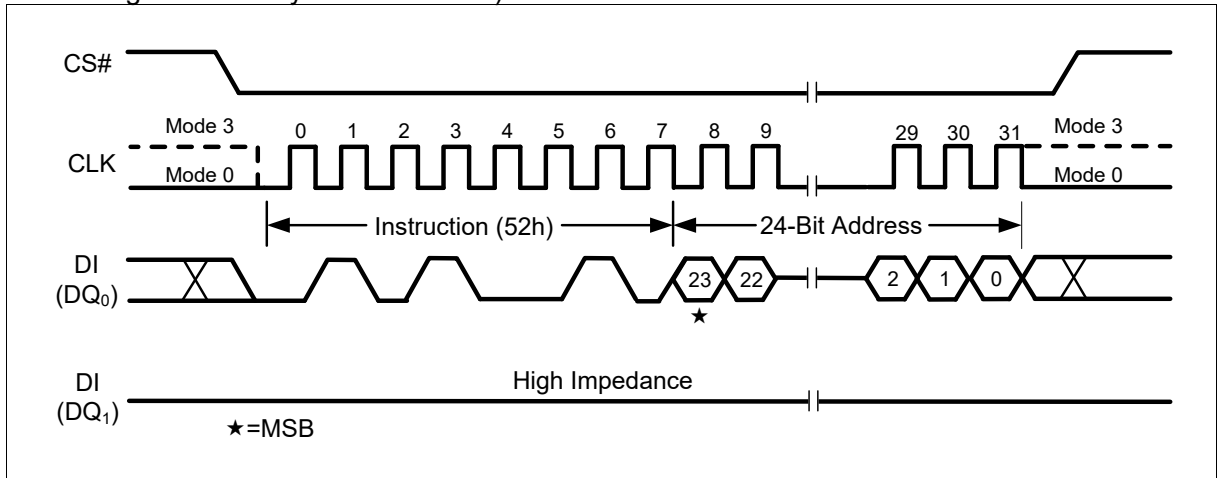 CS#
Mode 3 0 1 2 3 4 5 6 7 8 9 29 30 31 Mode 3
CLK
Mode 0 Mode 0
Instruction (52h) 24-Bit Address
DI
(DQ₀) 23 22 2 1 0
★
DI High Impedance
(DQ₁)
★=MSB